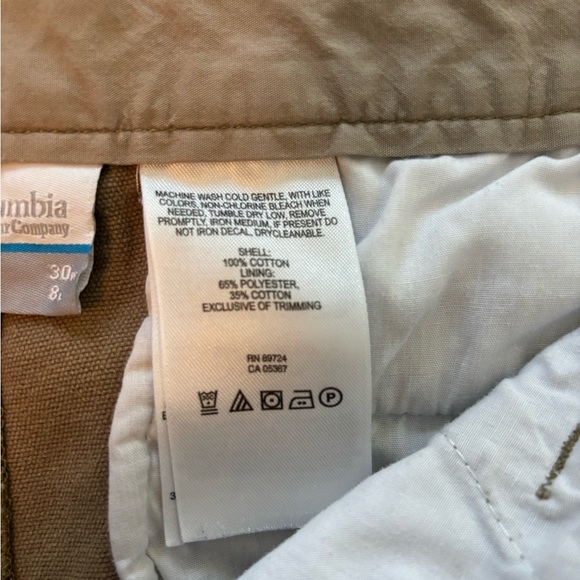 umbia
Company
30
8
MACHINE WASH COLD GENTLE, WITH LIKE
COLORS, NON-CHLORINE BLEACH WHEN
NEEDED, TUMBLE DRY LOW, REMOVE
PROMPTLY, IRON MEDIUM, IF PRESENT DO
NOT IRON DECAL, DRYCLEANABLE.
SHELL:
100% COTTON
LINING:
65% POLYESTER,
35% COTTON
EXCLUSIVE OF TRIMMING
RN 69724
CA 05367
P